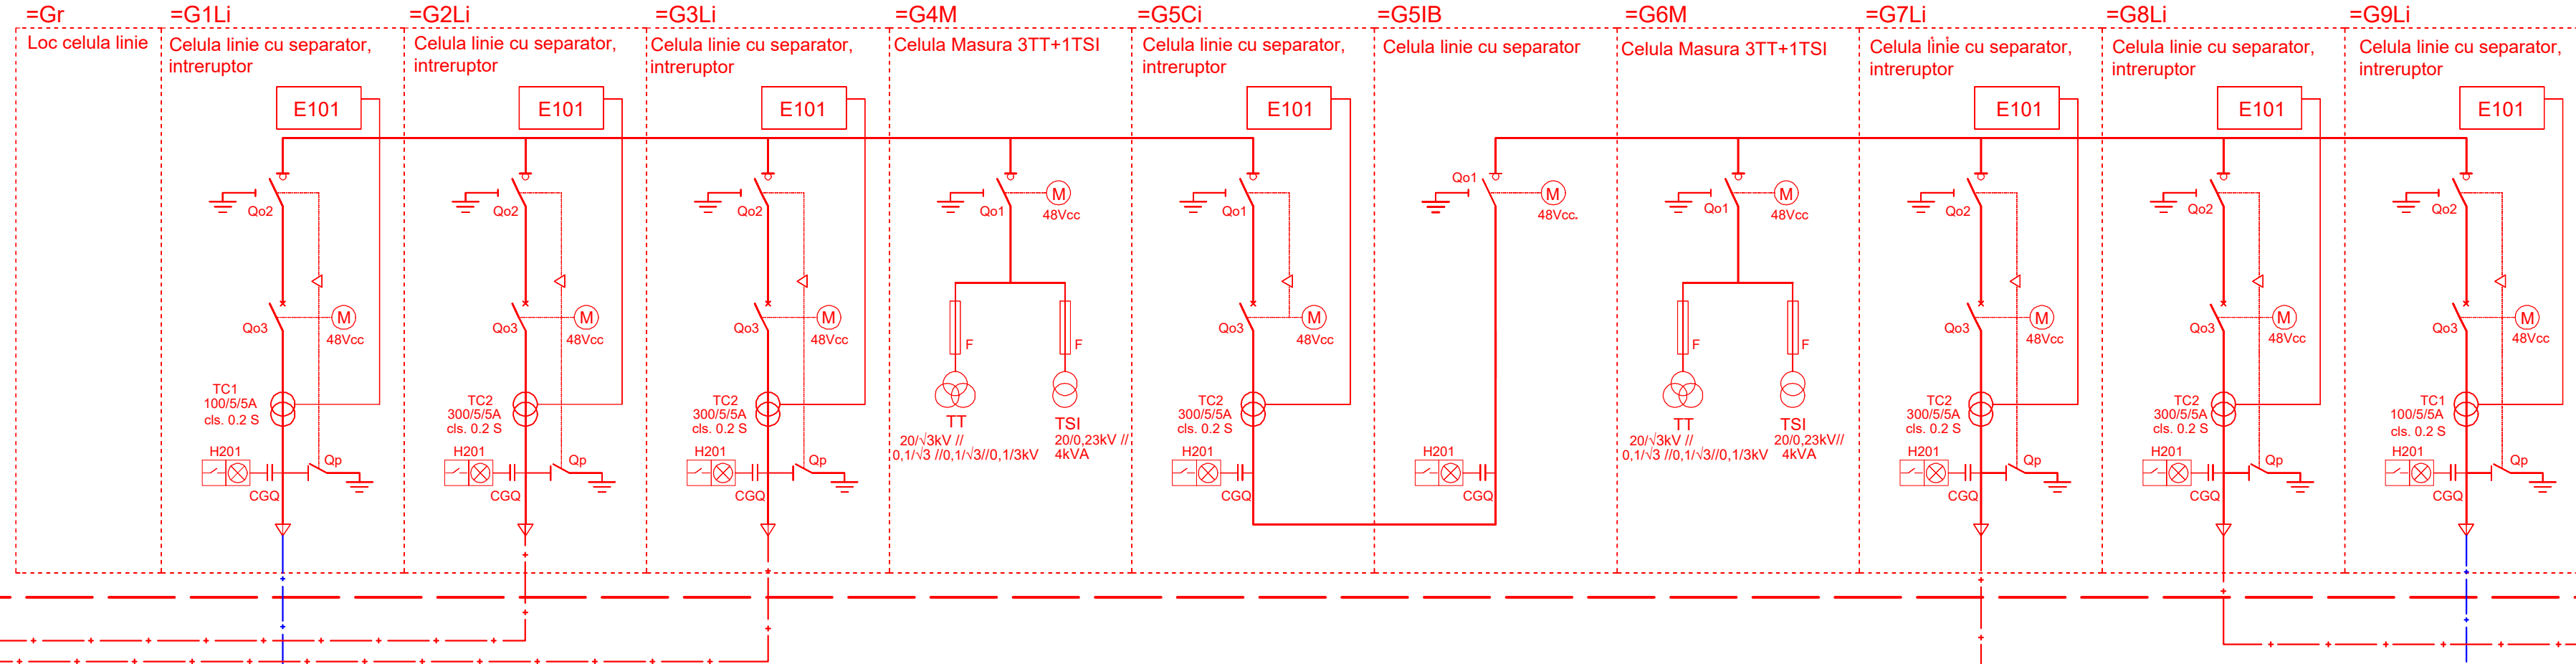 =Gr
=G1Li
=G2Li
=G3Li
=G4M
=G5Ci
=G5IB
=G6M
=G7Li
=G8Li
=G9Li
Loc celula linie
Celula linie cu separator,
intreruptor
Celula linie cu separator,
intreruptor
Celula linie cu separator,
intreruptor
Celula Masura 3TT+1TSI
Celula linie cu separator,
intreruptor
Celula linie cu separator
Celula Masura 3TT+1TSI
Celula linie cu separator,
intreruptor
Celula linie cu separator,
intreruptor
Celula linie cu separator,
intreruptor
E101
Qo2
Qo3
M
48Vcc
TC1
100/5/5A
cls. 0.2 S
H201
Qp
CGQ
E101
Qo2
Qo3
M
48Vcc
TC2
300/5/5A
cls. 0.2 S
H201
Qp
CGQ
E101
Qo2
Qo3
M
48Vcc
TC2
300/5/5A
cls. 0.2 S
H201
Qp
CGQ
M
Qo1
48Vcc
F
F
TT
20/√3kV //
0,1/√3 //0,1/√3//0,1/3kV
TSI
20/0,23kV //
4kVA
E101
Qo1
Qo3
M
48Vcc
TC2
300/5/5A
cls. 0.2 S
H201
CGQ
Qo1
M
48Vcc.
H201
CGQ
M
Qo1
48Vcc
F
F
TT
20/√3kV //
0,1/√3 //0,1/√3//0,1/3kV
TSI
20/0,23kV//
4kVA
E101
Qo2
Qo3
M
48Vcc
TC2
300/5/5A
cls. 0.2 S
H201
Qp
CGQ
E101
Qo2
Qo3
M
48Vcc
TC2
300/5/5A
cls. 0.2 S
H201
Qp
CGQ
E101
Qo2
Qo3
M
48Vcc
TC1
100/5/5A
cls. 0.2 S
H201
Qp
CGQ